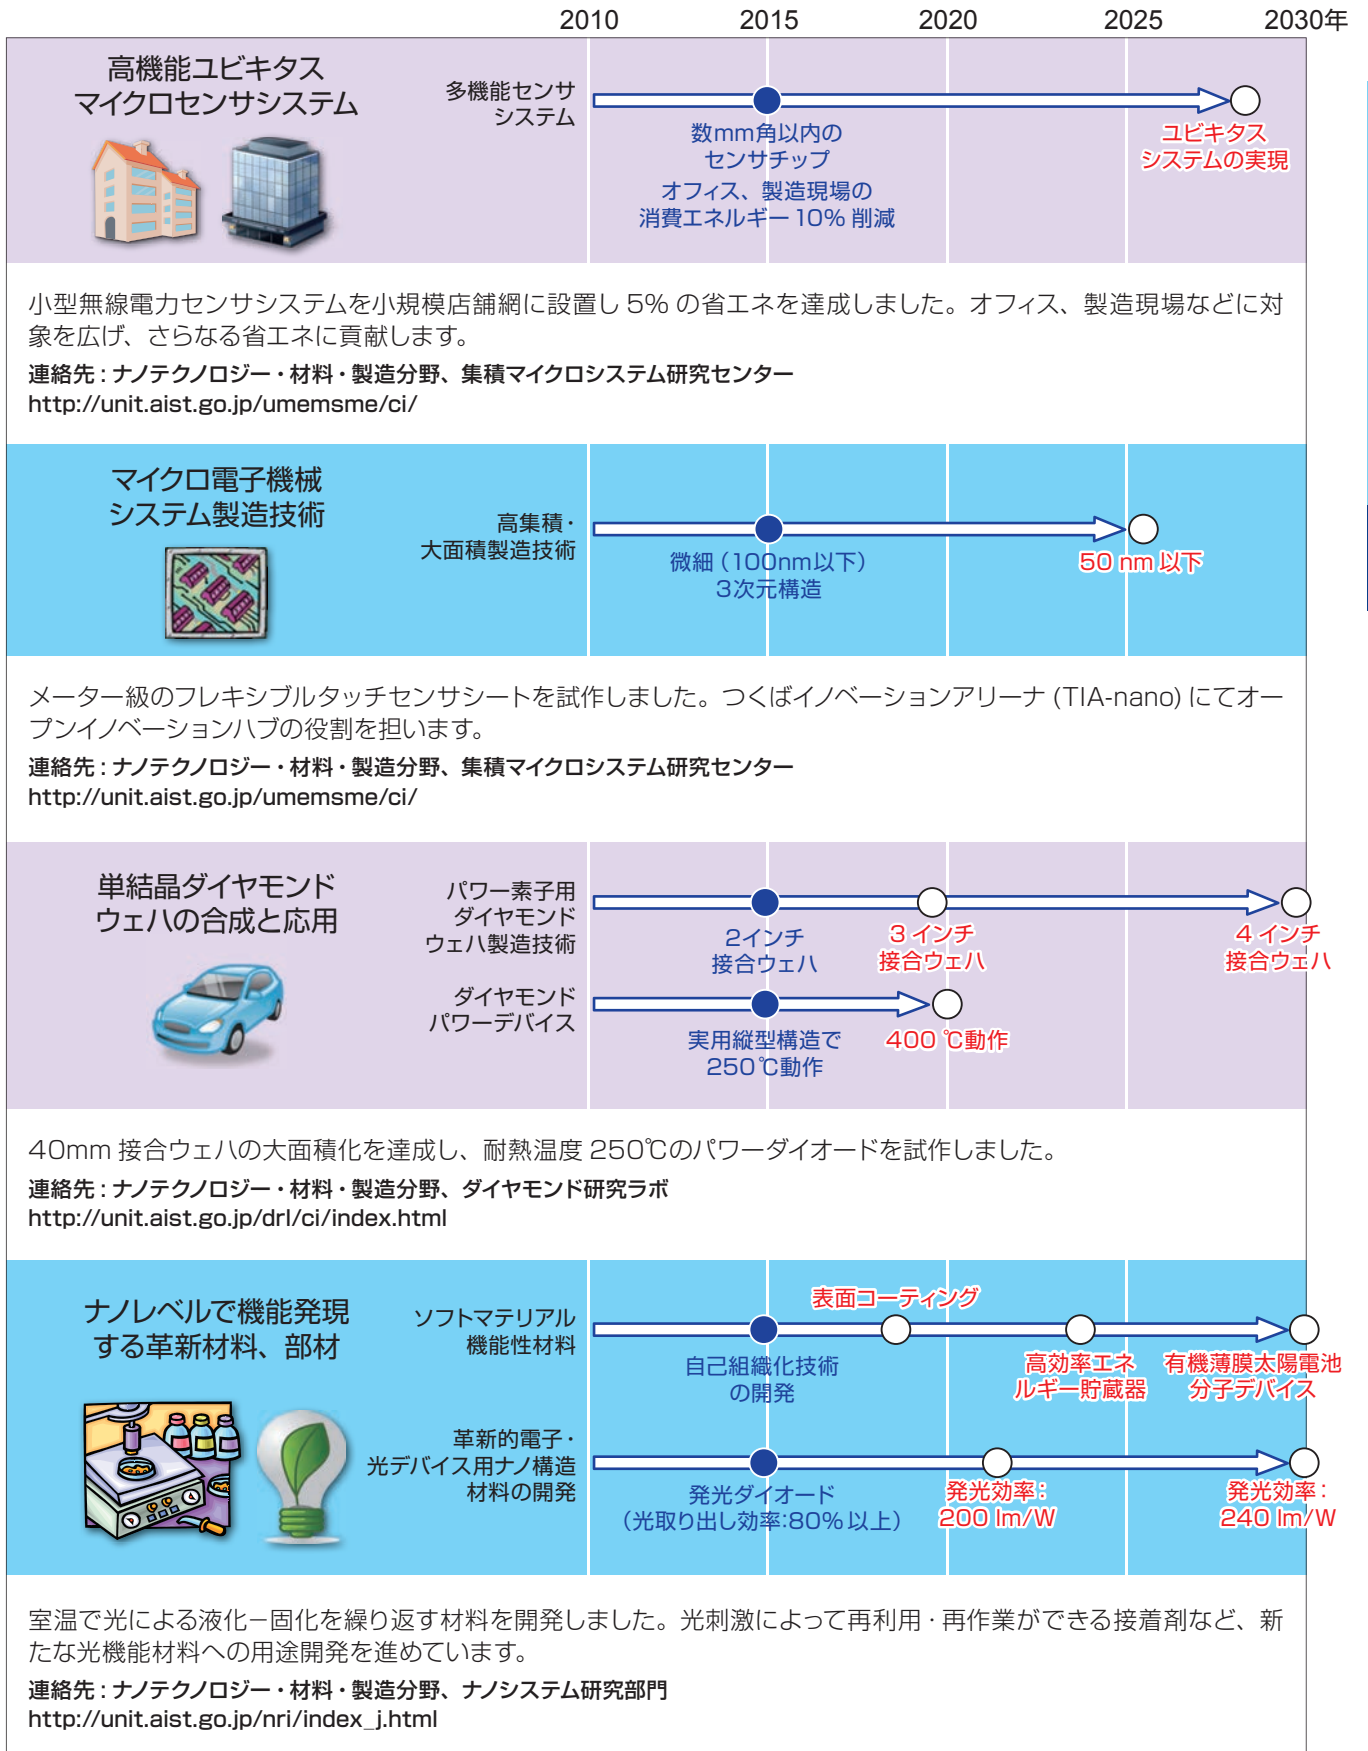 2010 2015 2020 2025 2030年
高機能ユビキタス
マイクロセンサシステム
多機能センサ
システム
数mm角以内の
センサチップ
オフィス、製造現場の
消費エネルギー10% 削減
ユビキタス
システムの実現
小型無線電力センサシステムを小規模店舗網に設置し 5% の省エネを達成しました。オフィス、製造現場などに対
象を広げ、さらなる省エネに貢献します。
連絡先:ナノテクノロジー・材料・製造分野、集積マイクロシステム研究センター
http://unit.aist.go.jp/umemsme/ci/
マイクロ電子機械
システム製造技術
高集積・
大面積製造技術
微細(100nm以下)
3次元構造
50 nm 以下
メーター級のフレキシブルタッチセンサシートを試作しました。つくばイノベーションアリーナ (TIA-nano) にてオー
プンイノベーションハブの役割を担います。
連絡先:ナノテクノロジー・材料・製造分野、集積マイクロシステム研究センター
http://unit.aist.go.jp/umemsme/ci/
単結晶ダイヤモンド
ウェハの合成と応用
パワー素子用
ダイヤモンド
ウェハ製造技術
2インチ
接合ウェハ
3 インチ
接合ウェハ
4 インチ
接合ウェハ
ダイヤモンド
パワーデバイス
実用縦型構造で
250℃動作
400 ℃動作
40mm 接合ウェハの大面積化を達成し、耐熱温度 250℃のパワーダイオードを試作しました。
連絡先:ナノテクノロジー・材料・製造分野、ダイヤモンド研究ラボ
http://unit.aist.go.jp/drl/ci/index.html
ナノレベルで機能発現
する革新材料、部材
ソフトマテリアル
機能性材料
自己組織化技術
の開発
表面コーティング
高効率エネ
ルギー貯蔵器
有機薄膜太陽電池
分子デバイス
革新的電子・
光デバイス用ナノ構造
材料の開発
発光ダイオード
(光取り出し効率:80%以上)
発光効率:
200 lm/W
発光効率:
240 lm/W
室温で光による液化−固化を繰り返す材料を開発しました。光刺激によって再利用・再作業ができる接着剤など、新
たな光機能材料への用途開発を進めています。
連絡先:ナノテクノロジー・材料・製造分野、ナノシステム研究部門
http://unit.aist.go.jp/nri/index_j.html